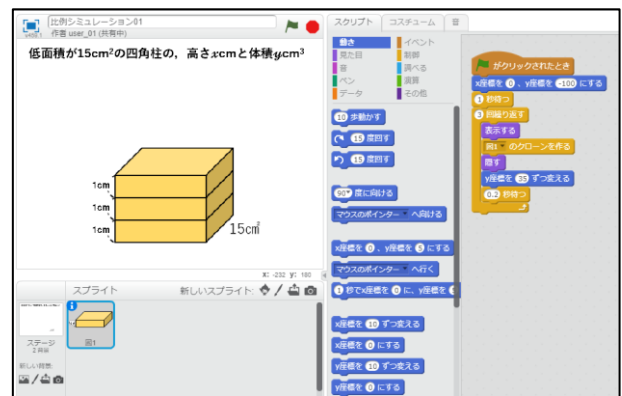 比例シミュレーション01
作者 user_01 (共有中)
低面積が15cm²の四角柱の，高さxcmと体積ycm³
1cm
1cm
1cm
15cm²
x: -232 y: 180
スプライト
新しいスプライト:
ステージ
図1
新しい背景:
スクリプト
コスチューム
音
動き
見た目
音
ペン
データ
イベント
制御
調べる
演算
その他
10 歩動かす
15 度回す
15 度回す
90▼ 度に向ける
マウスのポインター へ向ける
x座標を 0 、y座標を 5 にする
マウスのポインター へ行く
1 秒でx座標を 0 に、y座標を
x座標を 10 ずつ変える
x座標を 0 にする
y座標を 10 ずつ変える
y座標を 0 にする
がクリックされたとき
x座標を 0 、y座標を -100 にする
1 秒待つ
3 回繰り返す
表示する
図1 のクローンを作る
隠す
y座標を 35 ずつ変える
0.2 秒待つ